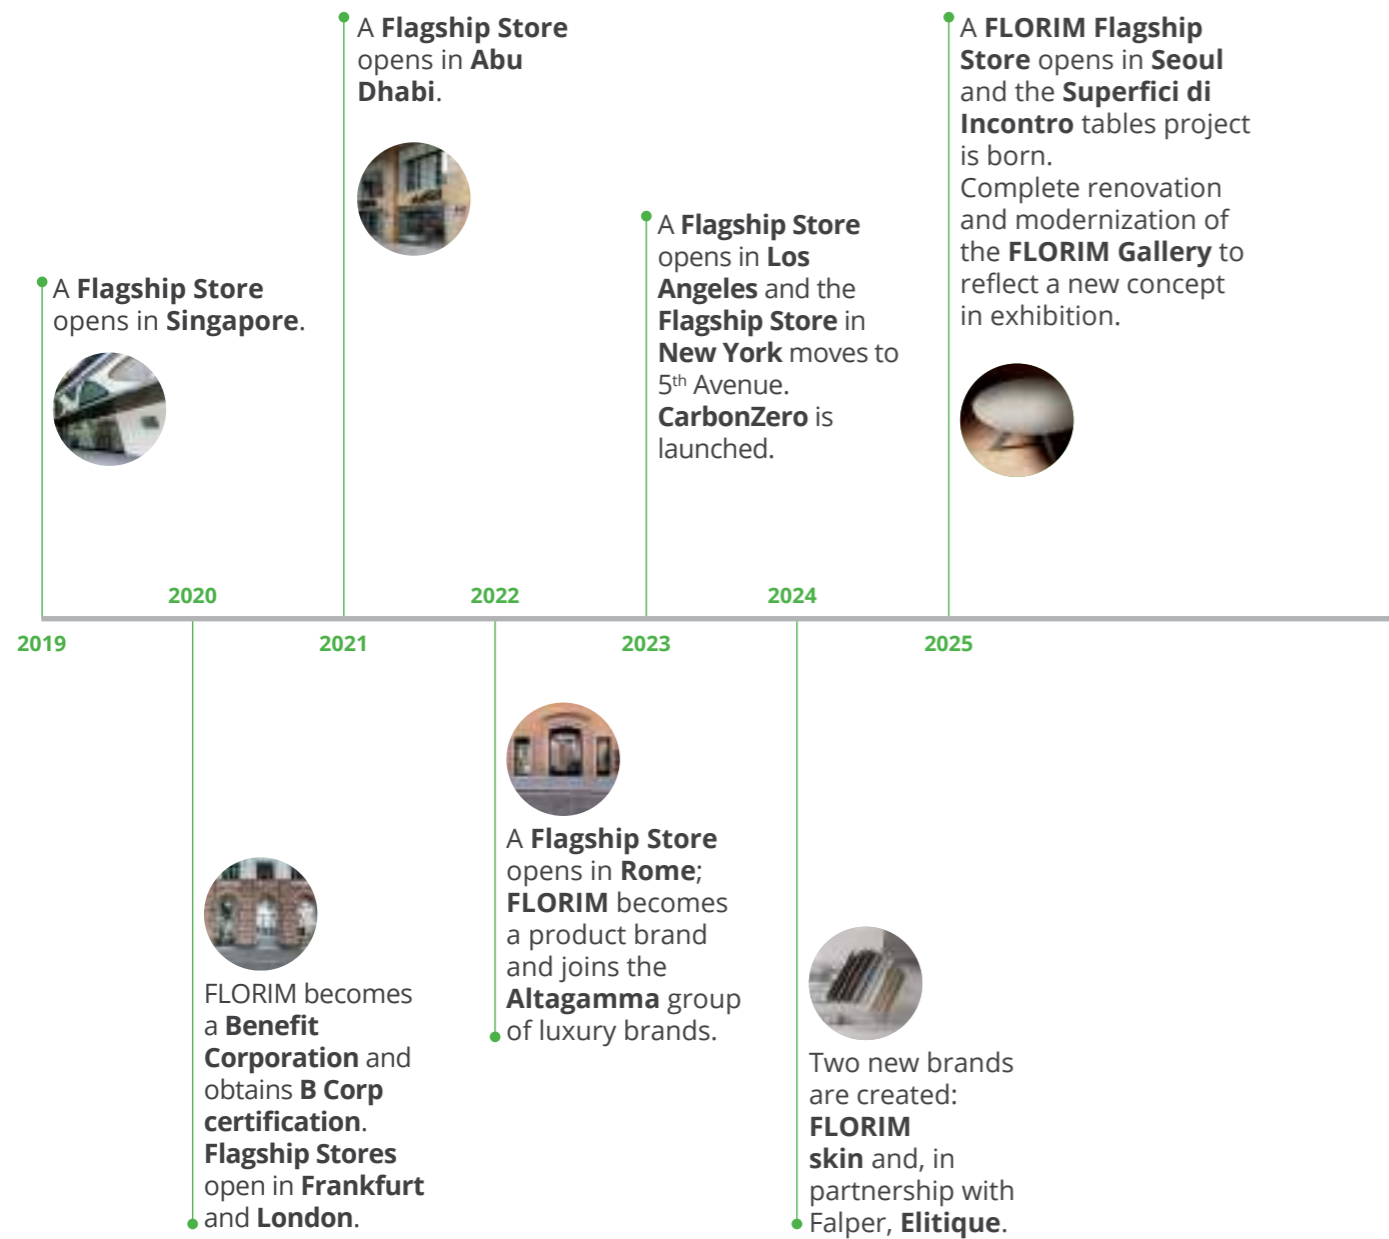 A Flagship Store
opens in Singapore.
2019
2020
FLORIM becomes
a Benefit
Corporation and
obtains B Corp
certification.
Flagship Stores
open in Frankfurt
and London.
A Flagship Store
opens in Abu
Dhabi.
2021
2022
A Flagship Store
opens in Rome;
FLORIM becomes
a product brand
and joins the
Altagamma group
of luxury brands.
A Flagship Store
opens in Los
Angeles and the
Flagship Store in
New York moves to
5th Avenue.
CarbonZero is
launched.
2023
2024
Two new brands
are created:
FLORIM
skin and, in
partnership with
Falper, Elitique.
A FLORIM Flagship
Store opens in Seoul
and the Superfici di
Incontro tables project
is born.
Complete renovation
and modernization of
the FLORIM Gallery to
reflect a new concept
in exhibition.
2025